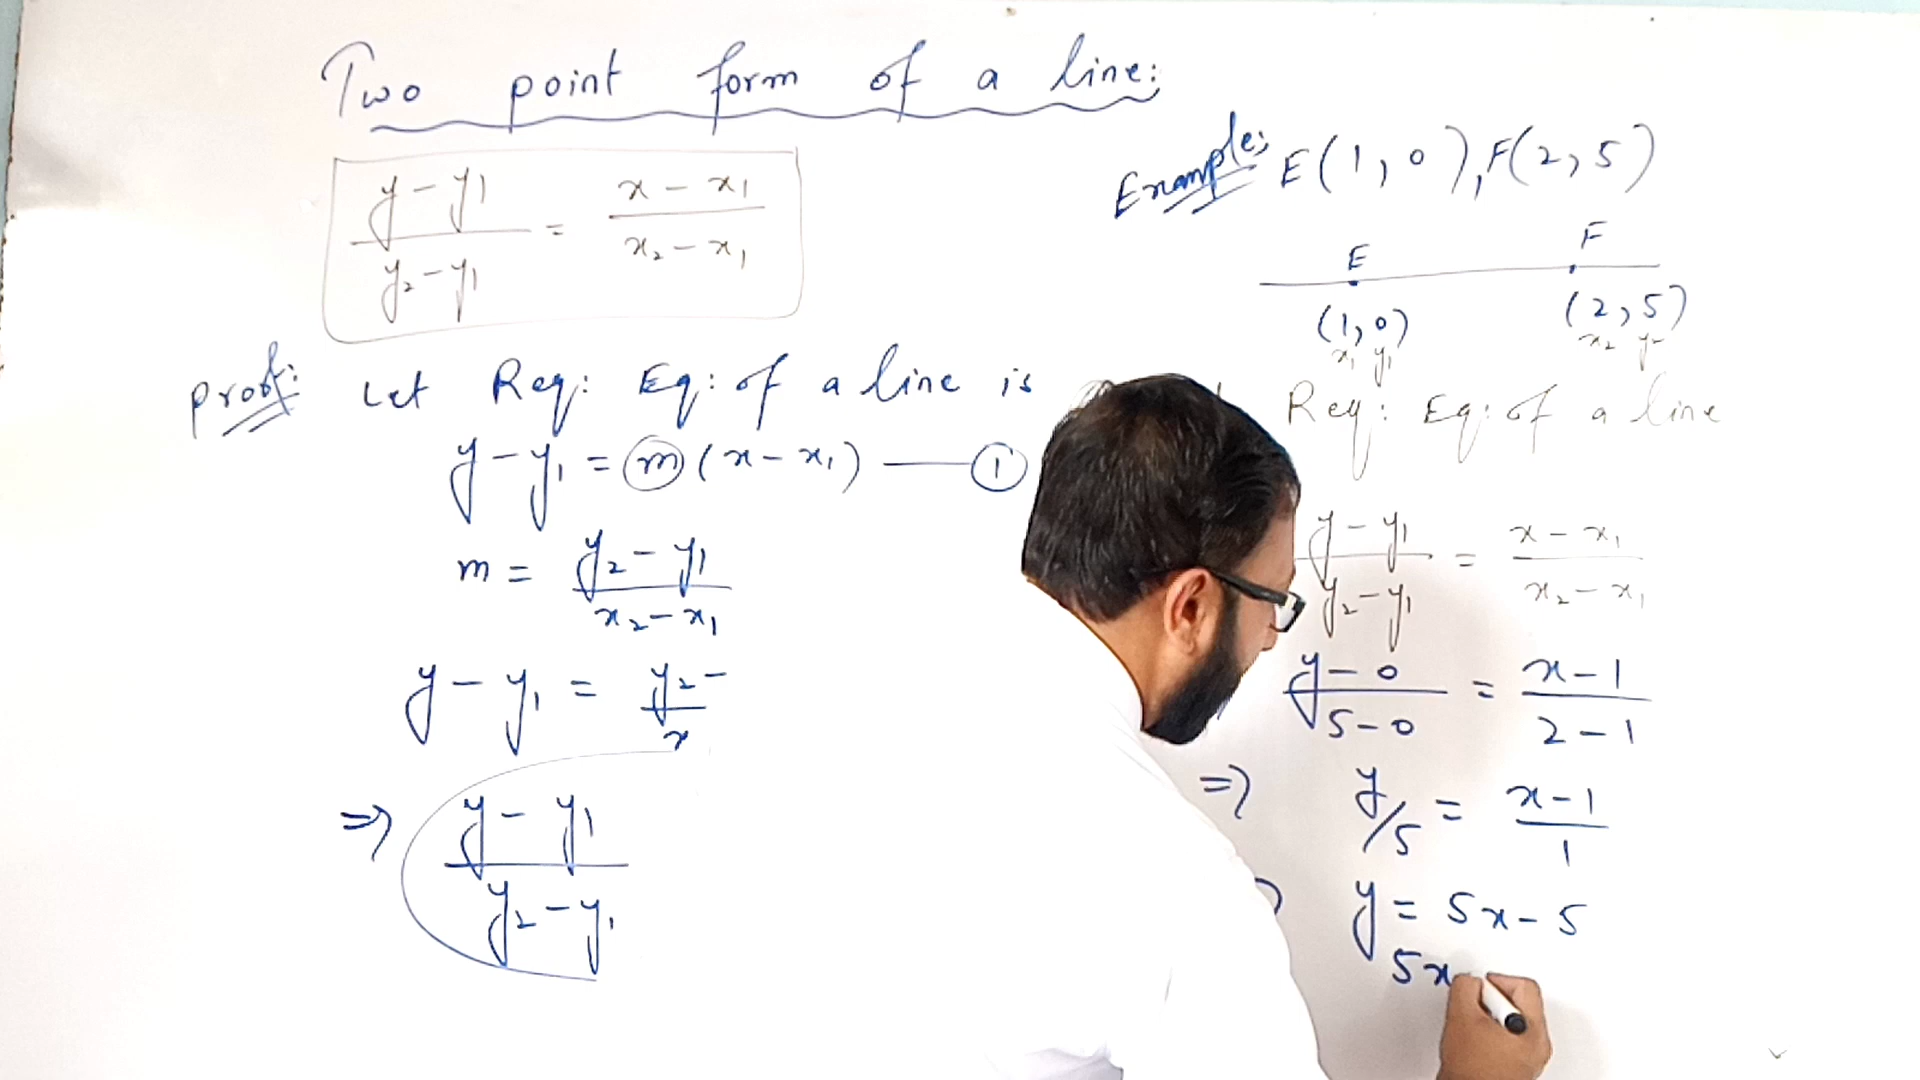 Two point form of a line:
y - y₁ / y₂ - y₁ = x - x₁ / x₂ - x₁
Proof: Let Req: Eq: of a line is
y - y₁ = m (x - x₁) — 1
m = y₂ - y₁ / x₂ - x₁
y - y₁ = y₂ - / x
⇒ y - y₁ / y₂ - y₁
Example: E(1,0), F(2,5)
E F
(1,0) (2,5)
x₁ y₁ x₂ y₂
Req: Eq: of a line
y - y₁ / y₂ - y₁ = x - x₁ / x₂ - x₁
y - 0 / 5 - 0 = x - 1 / 2 - 1
⇒ y/5 = x - 1 / 1
y = 5x - 5
5x